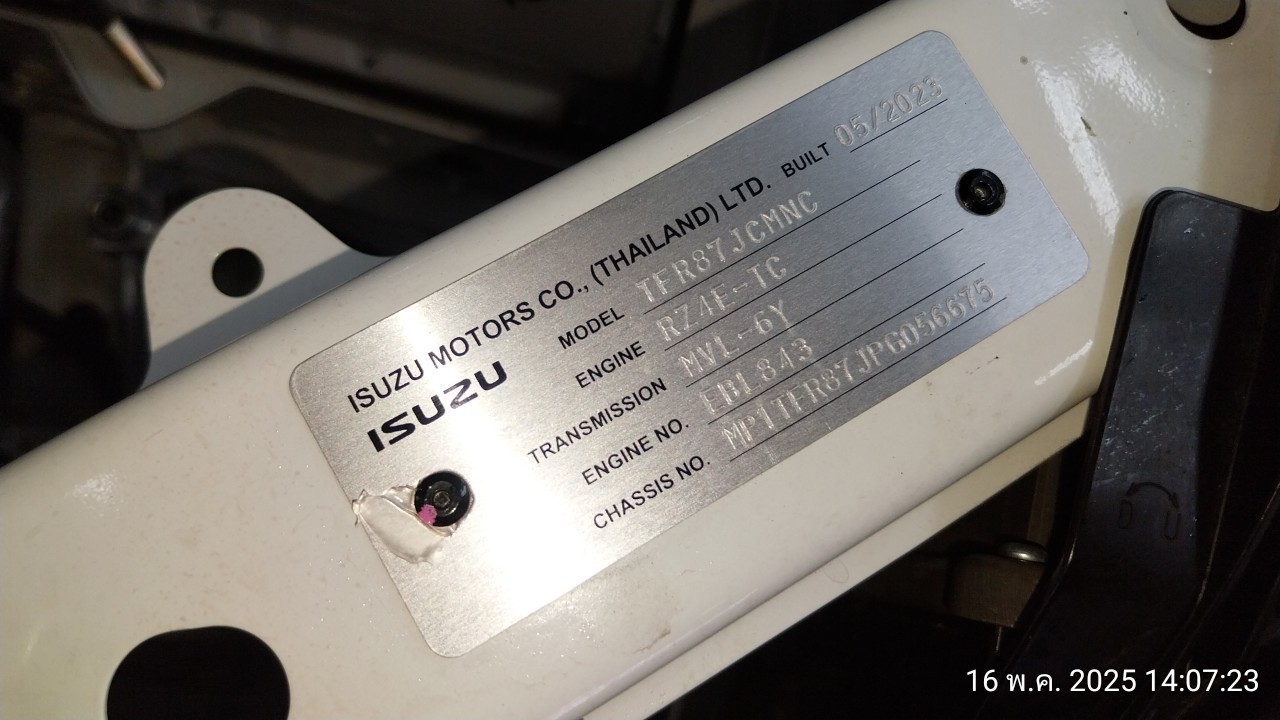 ISUZU MOTORS CO., (THAILAND) LTD. BUILT 05/2023
ISUZU
MODEL TFR87JCMNC
ENGINE RZ4E-TC
TRANSMISSION MVL-6Y
ENGINE NO. EBL843
CHASSIS NO. MP1TFR87JPG056675
16 พ.ค. 2025 14:07:23